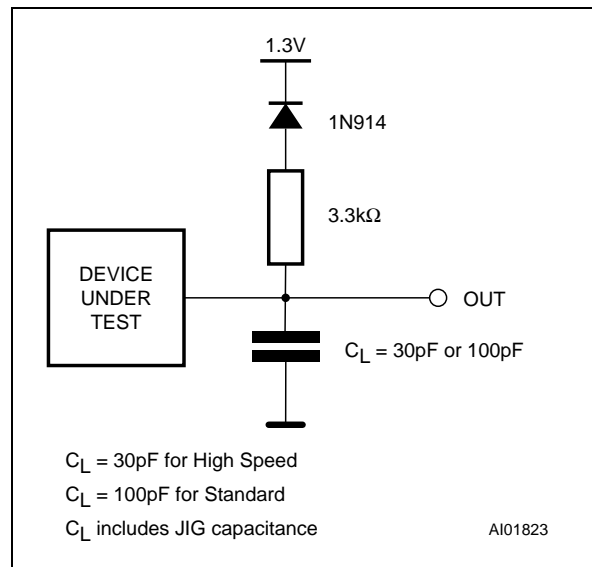 1.3V
1N914
3.3kΩ
DEVICE
UNDER
TEST
OUT
CL = 30pF or 100pF
CL = 30pF for High Speed
CL = 100pF for Standard
CL includes JIG capacitance
AI01823